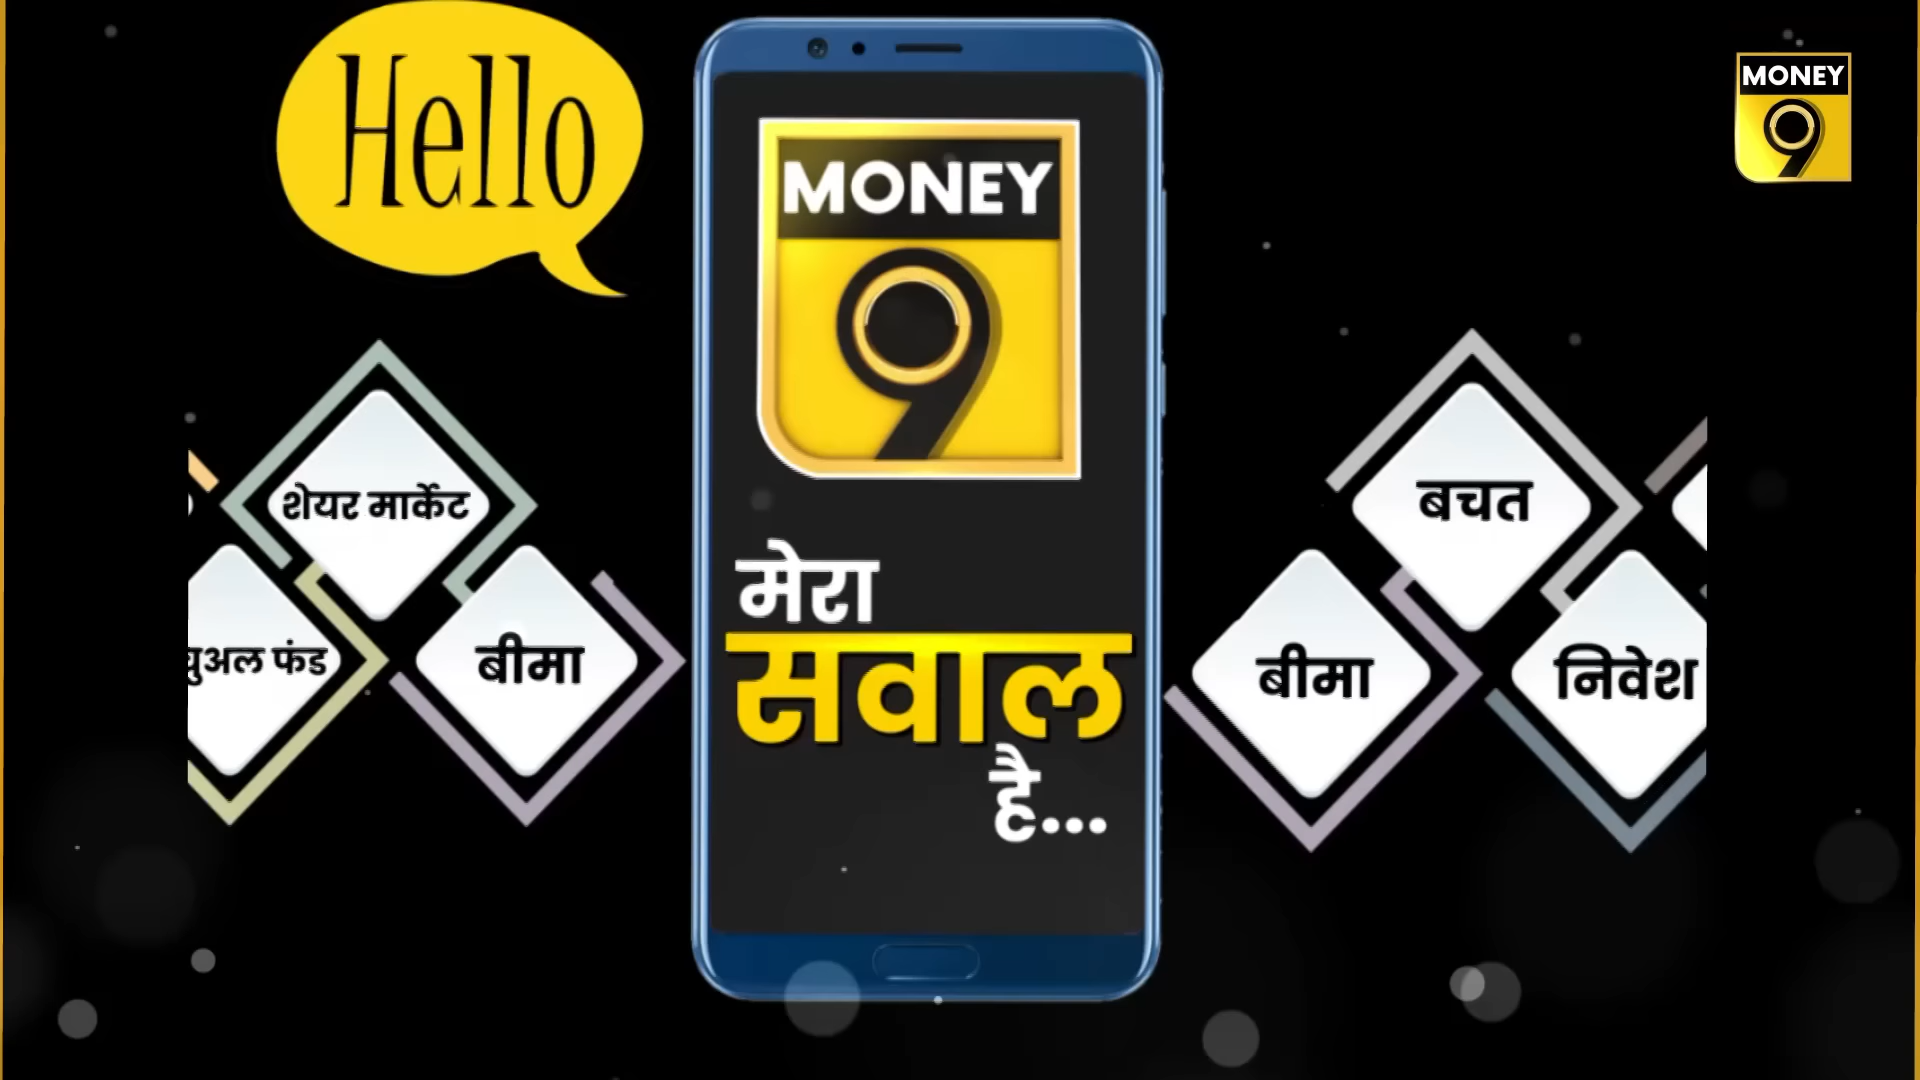 Hello
MONEY
9
MONEY
9
मेरा
सवाल
है...
शेयर मार्केट
फंड
बीमा
बचत
बीमा
निवेश